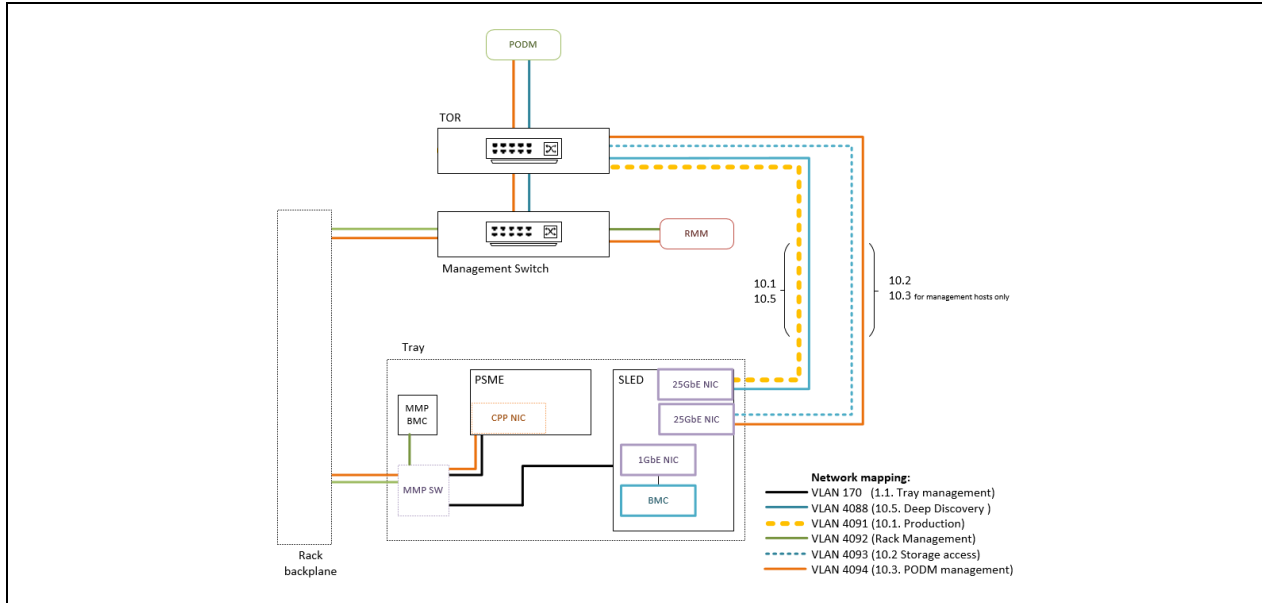 PODM
TOR
RMM
Management Switch
10.1
10.5
10.2
10.3 for management hosts only
Tray
PSME
SLED
25GbE NIC
MMP
BMC
CPP NIC
25GbE NIC
1GbE NIC
MMP SW
BMC
Rack
backplane
Network mapping:
VLAN 170 (1.1. Tray management)
VLAN 4088 (10.5. Deep Discovery )
VLAN 4091 (10.1. Production)
VLAN 4092 (Rack Management)
VLAN 4093 (10.2 Storage access)
VLAN 4094 (10.3. PODM management)